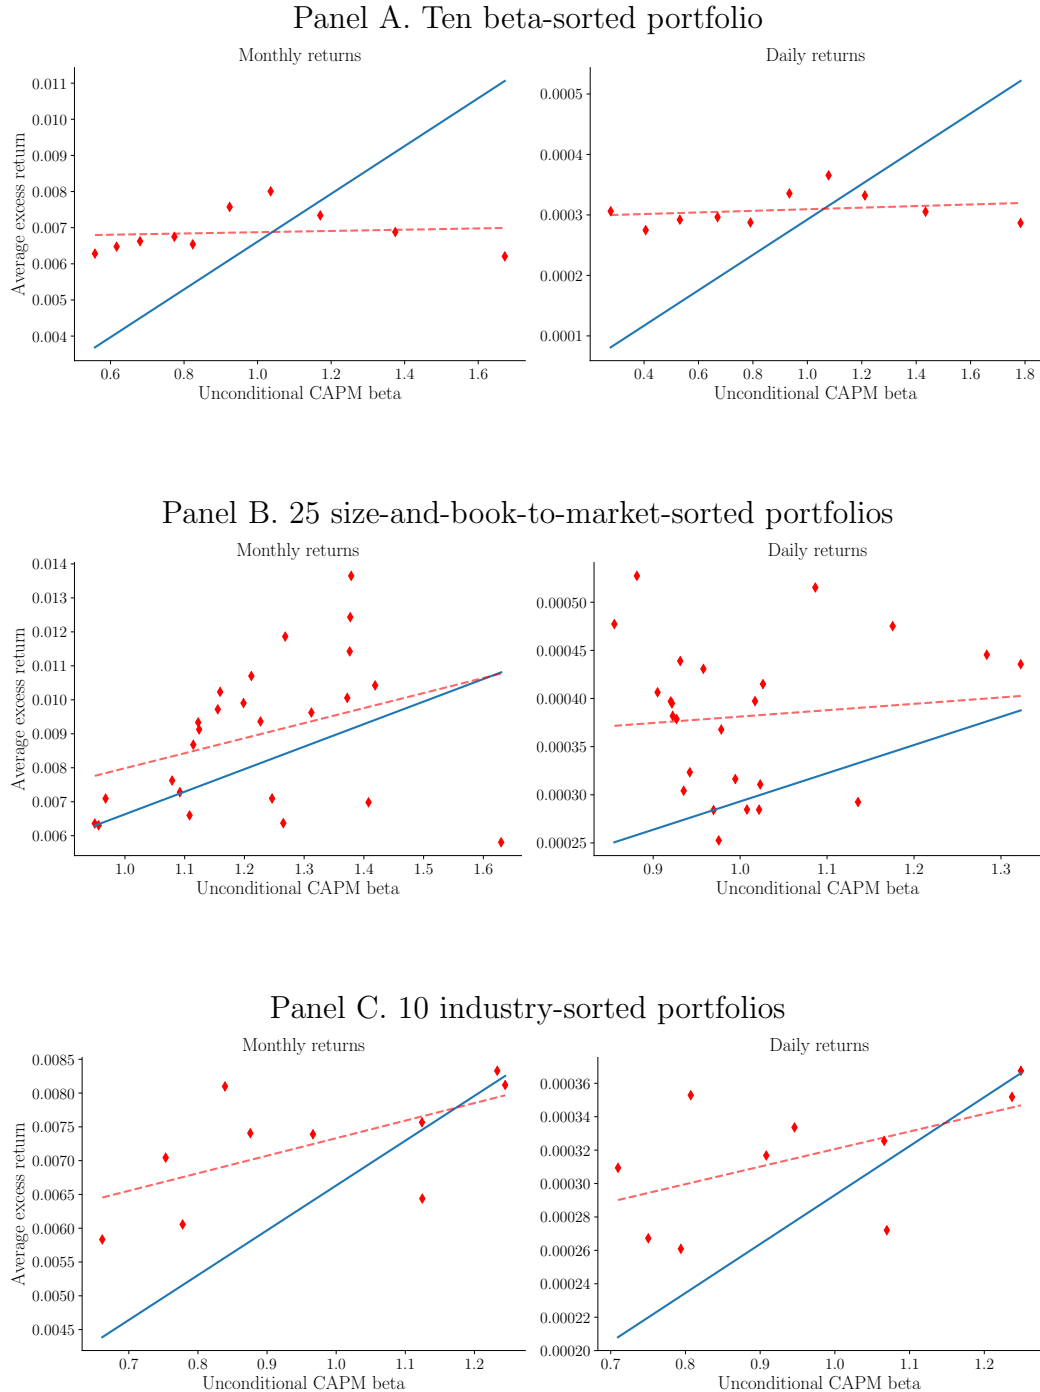 Panel A. Ten beta-sorted portfolio
Monthly returns
Average excess return
0.011
0.010
0.009
0.008
0.007
0.006
0.005
0.004
0.6 0.8 1.0 1.2 1.4 1.6
Unconditional CAPM beta
Daily returns
0.0005
0.0004
0.0003
0.0002
0.0001
0.4 0.6 0.8 1.0 1.2 1.4 1.6 1.8
Unconditional CAPM beta
Panel B. 25 size-and-book-to-market-sorted portfolios
Monthly returns
Average excess return
0.014
0.013
0.012
0.011
0.010
0.009
0.008
0.007
0.006
1.0 1.1 1.2 1.3 1.4 1.5 1.6
Unconditional CAPM beta
Daily returns
0.00050
0.00045
0.00040
0.00035
0.00030
0.00025
0.9 1.0 1.1 1.2 1.3
Unconditional CAPM beta
Panel C. 10 industry-sorted portfolios
Monthly returns
Average excess return
0.0085
0.0080
0.0075
0.0070
0.0065
0.0060
0.0055
0.0050
0.0045
0.7 0.8 0.9 1.0 1.1 1.2
Unconditional CAPM beta
Daily returns
0.00036
0.00034
0.00032
0.00030
0.00028
0.00026
0.00024
0.00022
0.00020
0.7 0.8 0.9 1.0 1.1 1.2
Unconditional CAPM beta